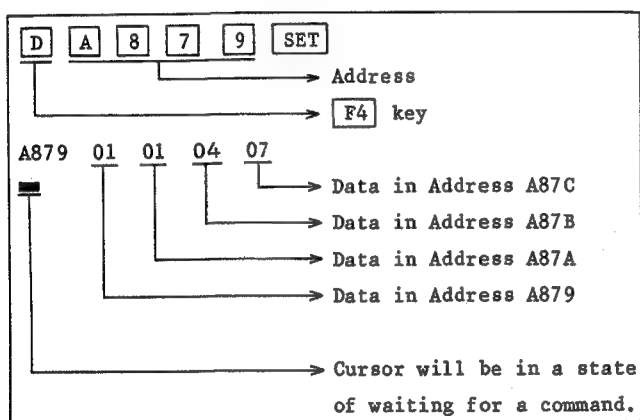 D A 8 7 9 SET
Address
F4 key
A879 01 01 04 07
Data in Address A87C
Data in Address A87B
Data in Address A87A
Data in Address A879
Cursor will be in a state
of waiting for a command.